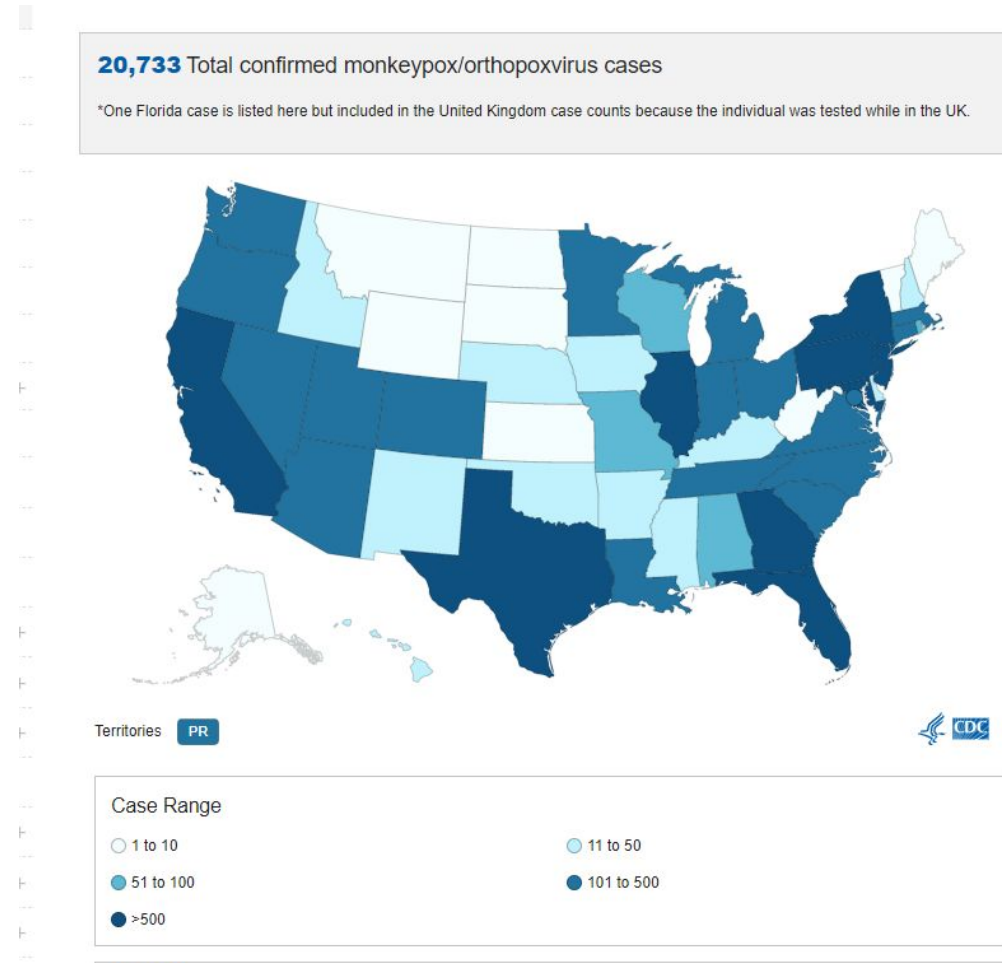 20,733 Total confirmed monkeypox/orthopoxvirus cases
*One Florida case is listed here but included in the United Kingdom case counts because the individual was tested while in the UK.
Territories PR
CDC
Case Range
1 to 10
11 to 50
51 to 100
101 to 500
>500